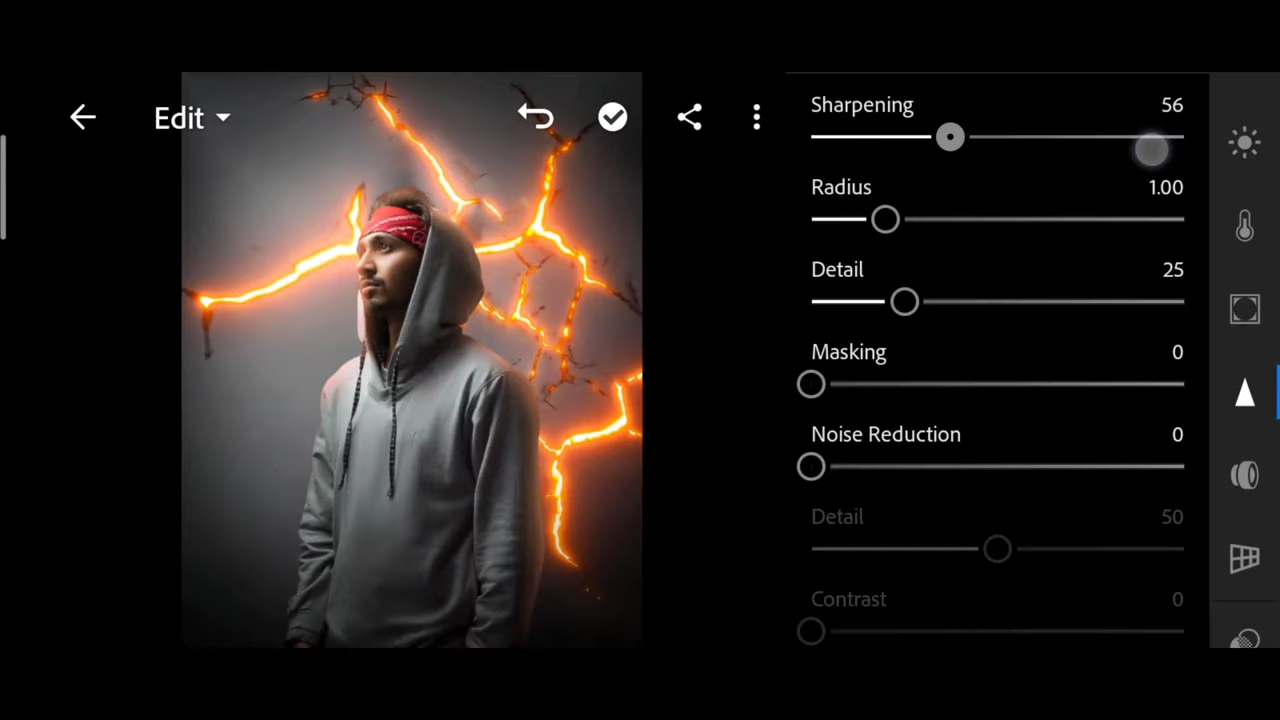 Edit
Sharpening 56
Radius 1.00
Detail 25
Masking 0
Noise Reduction 0
Detail 50
Contrast 0